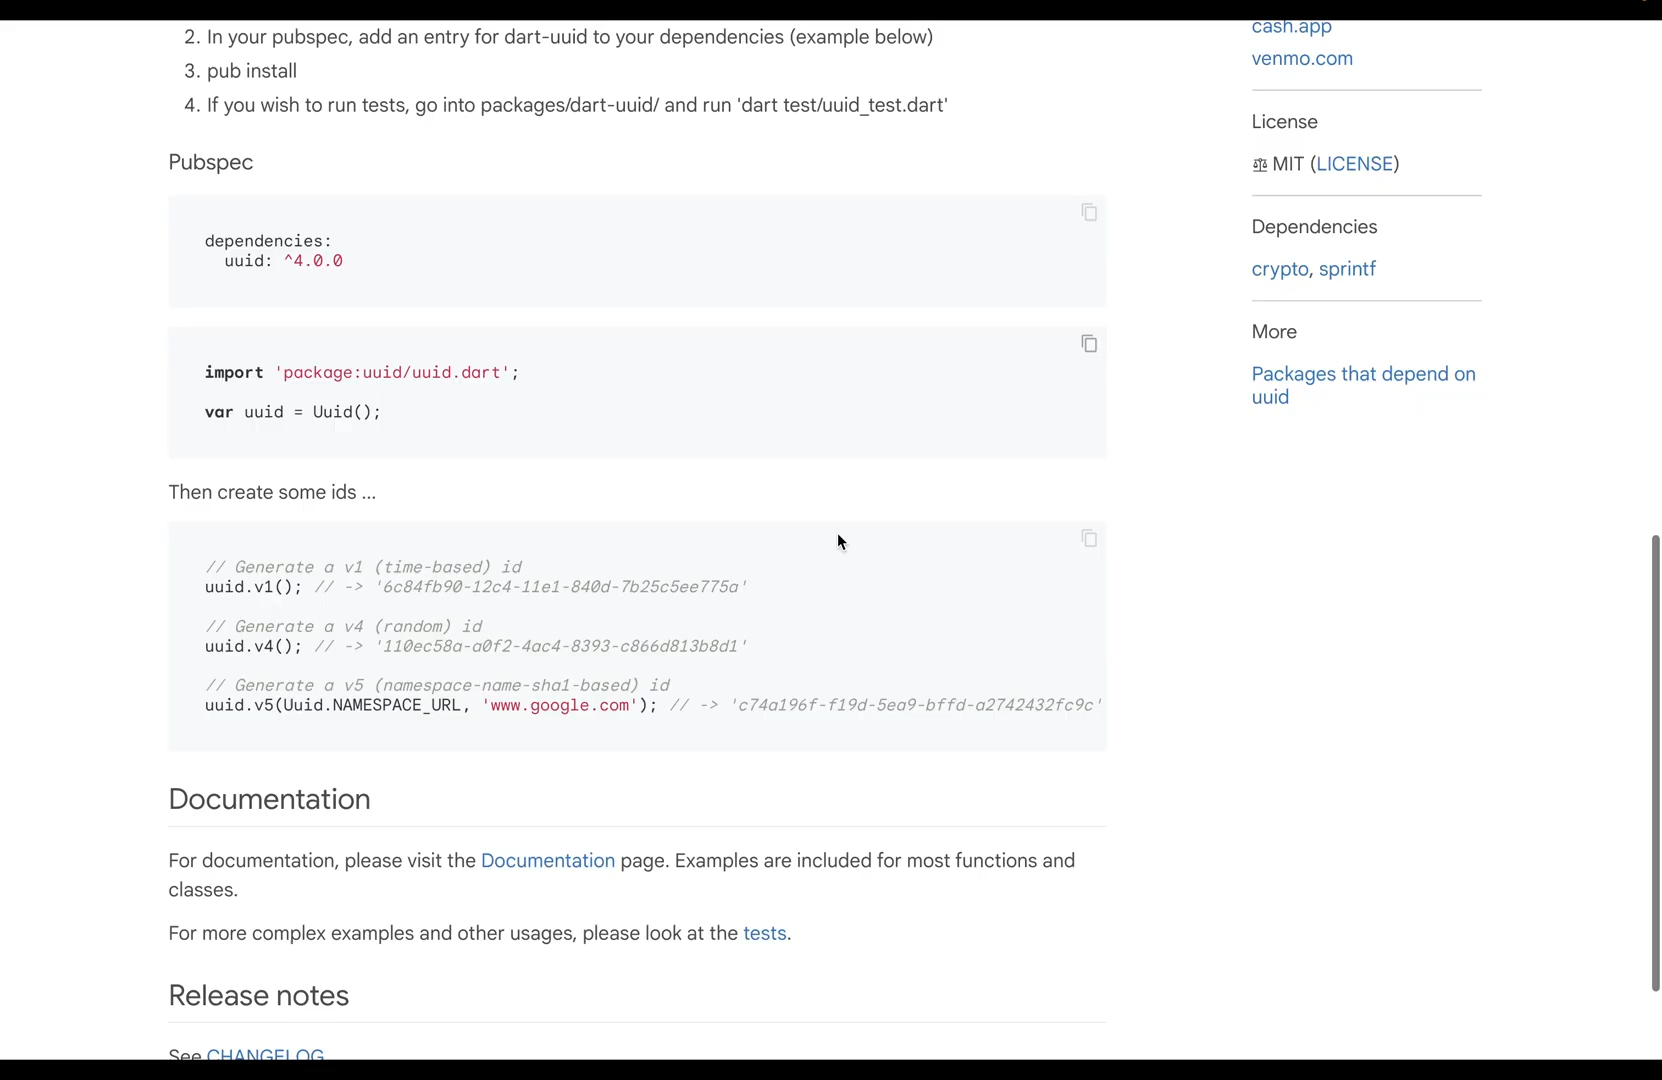 2. In your pubspec, add an entry for dart-uuid to your dependencies (example below)
3. pub install
4. If you wish to run tests, go into packages/dart-uuid/ and run 'dart test/uuid_test.dart'
Pubspec
dependencies:
  uuid: ^4.0.0
import 'package:uuid/uuid.dart';
var uuid = Uuid();
Then create some ids ...
// Generate a v1 (time-based) id
uuid.v1(); // -> '6c84fb90-12c4-11e1-840d-7b25c5ee775a'
// Generate a v4 (random) id
uuid.v4(); // -> '110ec58a-a0f2-4ac4-8393-c866d813b8d1'
// Generate a v5 (namespace-name-sha1-based) id
uuid.v5(Uuid.NAMESPACE_URL, 'www.google.com'); // -> 'c74a196f-f19d-5ea9-bffd-a2742432fc9c'
Documentation
For documentation, please visit the Documentation page. Examples are included for most functions and
classes.
For more complex examples and other usages, please look at the tests.
Release notes
See CHANGELOG
cash.app
venmo.com
License
MIT (LICENSE)
Dependencies
crypto, sprintf
More
Packages that depend on
uuid